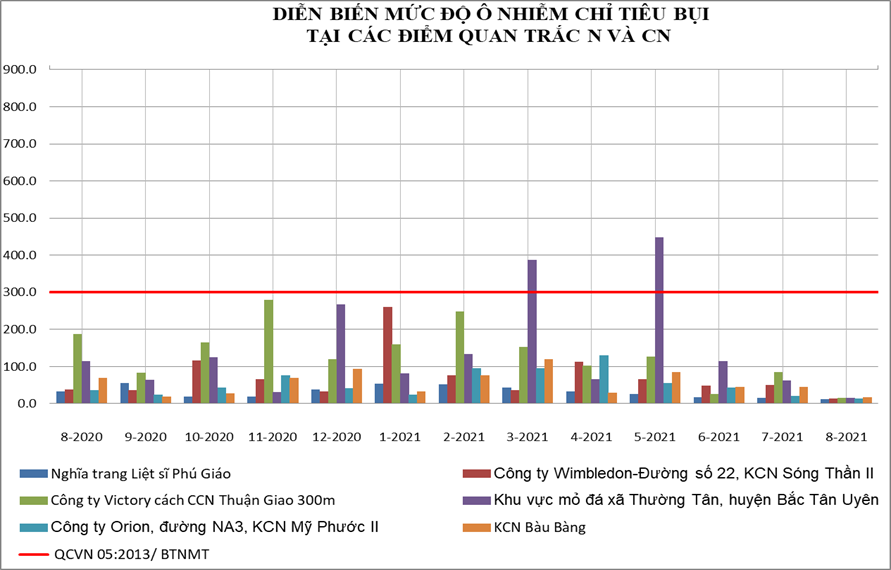 DIỄN BIẾN MỨC ĐỘ Ô NHIỄM CHỈ TIÊU BỤI
TẠI CÁC ĐIỂM QUAN TRẮC N VÀ CN
900.0
800.0
700.0
600.0
500.0
400.0
300.0
200.0
100.0
0.0
8-2020 9-2020 10-2020 11-2020 12-2020 1-2021 2-2021 3-2021 4-2021 5-2021 6-2021 7-2021 8-2021
Nghĩa trang Liệt sĩ Phú Giáo
Công ty Wimbledon-Đường số 22, KCN Sóng Thần II
Công ty Victory cách CCN Thuận Giao 300m
Khu vực mỏ đá xã Thường Tân, huyện Bắc Tân Uyên
Công ty Orion, đường NA3, KCN Mỹ Phước II
KCN Bàu Bàng
QCVN 05:2013/ BTNMT